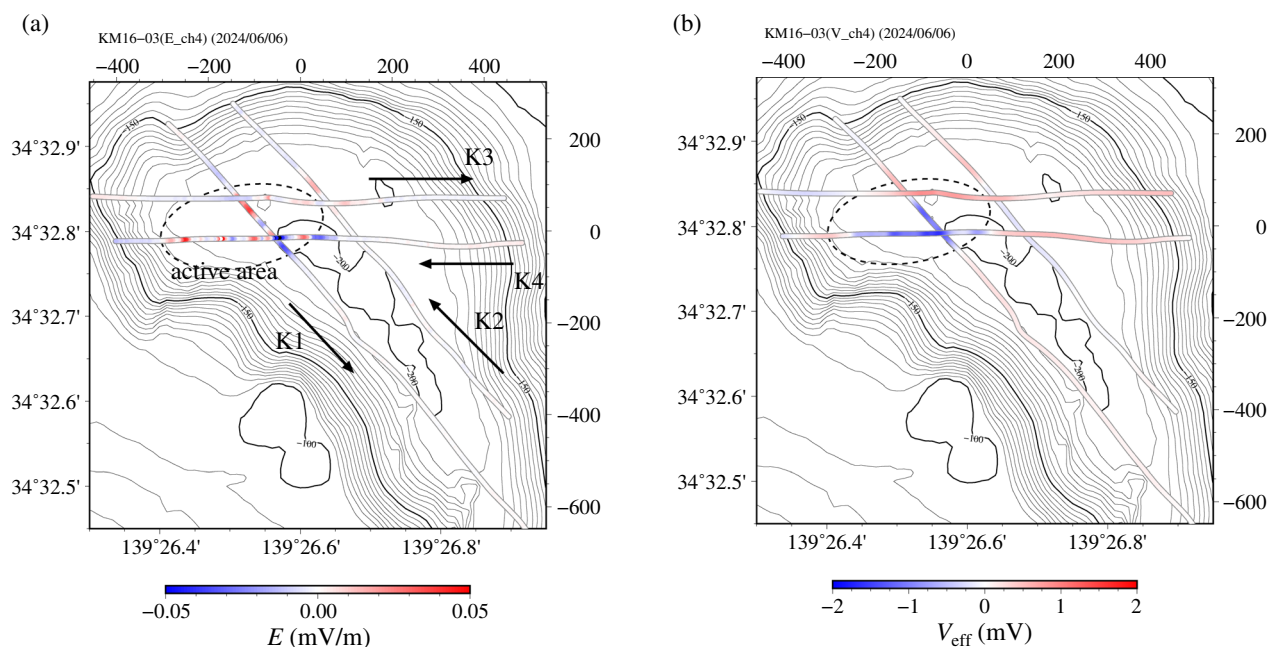 (a)
KM16-03(E_ch4) (2024/06/06)
−400 −200 0 200 400
34°32.9'
34°32.8'
34°32.7'
34°32.6'
34°32.5'
200
0
−200
−400
−600
−150
K3
−200
active area
K4
K2
K1
−200
−150
−100
139°26.4' 139°26.6' 139°26.8'
−0.05 0.00 0.05
E (mV/m)
(b)
KM16-03(V_ch4) (2024/06/06)
−400 −200 0 200 400
34°32.9'
34°32.8'
34°32.7'
34°32.6'
34°32.5'
200
0
−200
−400
−600
−150
−150
−200
−200
−150
−150
−100
139°26.4' 139°26.6' 139°26.8'
−2 −1 0 1 2
Veff (mV)